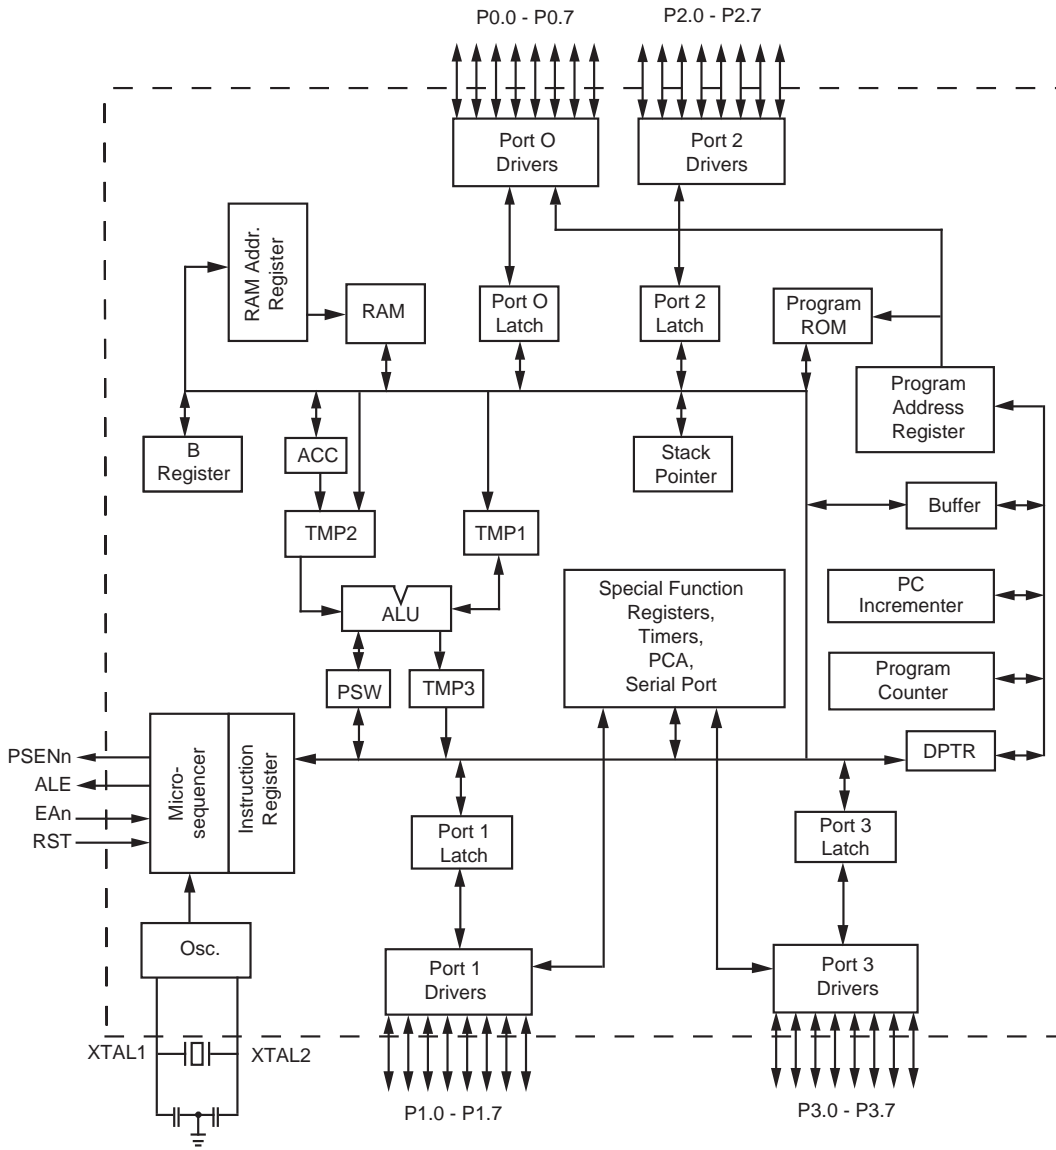 P0.0 - P0.7
P2.0 - P2.7
Port O
Drivers
Port 2
Drivers
RAM Addr.
Register
RAM
Port O
Latch
Port 2
Latch
Program
ROM
Program
Address
Register
B
Register
ACC
Stack
Pointer
Buffer
TMP2
TMP1
ALU
Special Function
Registers,
Timers,
PCA,
Serial Port
PC
Incrementer
PSW
TMP3
Program
Counter
PSENn
ALE
EAn
RST
Micro-
sequencer
Instruction
Register
DPTR
Port 1
Latch
Port 3
Latch
Osc.
Port 1
Drivers
Port 3
Drivers
XTAL1
XTAL2
P1.0 - P1.7
P3.0 - P3.7